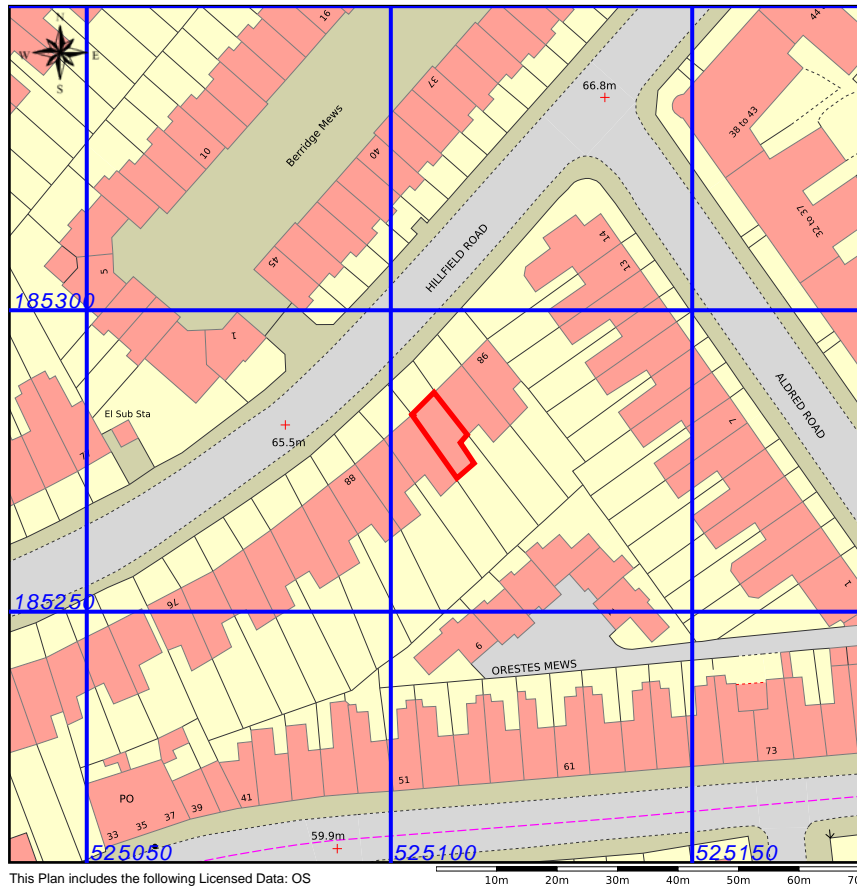 N
W E
S
16
37
44
66.8m
38 to 43
Berridge Mews
10
40
32 to 37
HILLFIELD ROAD
14
13
45
5
185300
1
98
ALDRED ROAD
El Sub Sta
7
65.5m
88
76
185250
1
6
ORESTES MEWS
73
61
51
PO
41
39
37
35
33
59.9m
525050
525100
525150
This Plan includes the following Licensed Data: OS
10m 20m 30m 40m 50m 60m